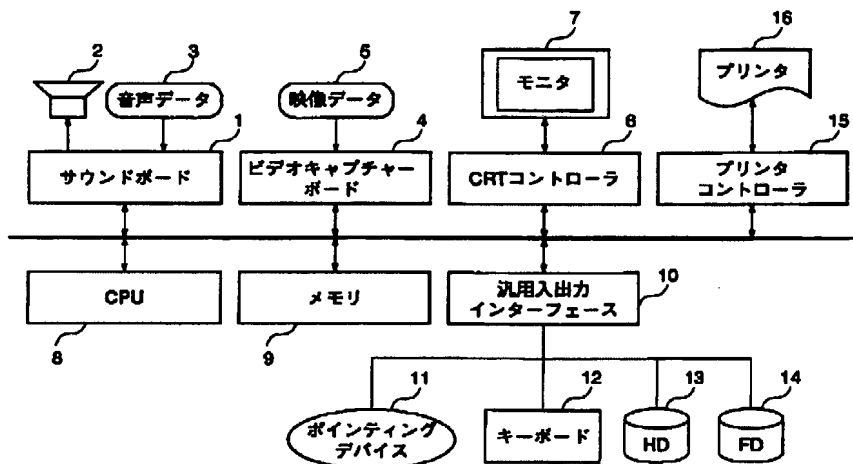 2
3
5
7
16
音声データ
映像データ
モニタ
プリンタ
1
4
6
15
サウンドボード
ビデオキャプチャー
ボード
CRTコントローラ
プリンタ
コントローラ
CPU
メモリ
汎用入出力
インターフェース
10
8
9
11
12
13
14
ポインティング
デバイス
キーボード
HD
FD